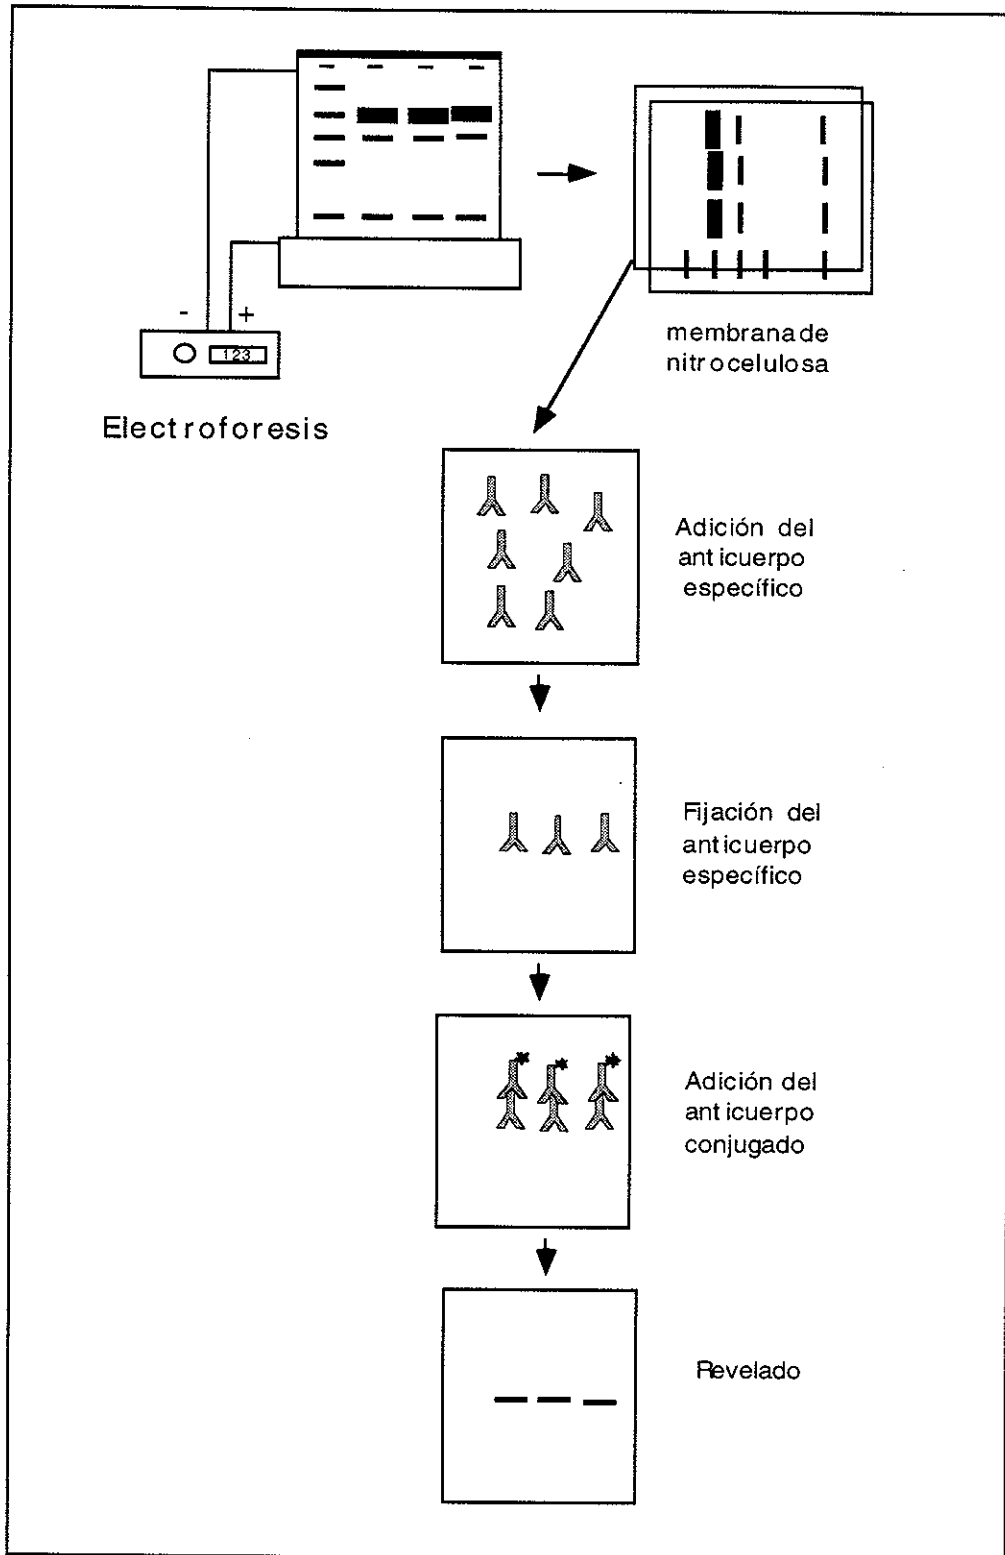 - +
123
Electroforesis
membrana de
nitrocelulosa
Adición del
anticuerpo
específico
Fijación del
anticuerpo
específico
Adición del
anticuerpo
conjugado
Revelado